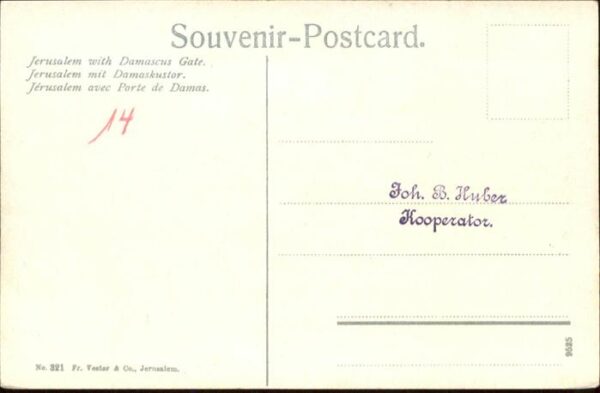 Souvenir-Postcard.
Jerusalem with Damascus Gate.
Jerusalem mit Damaskustor.
Jérusalem avec Porte de Damas.
14
Joh. B. Huber
Kooperator.
No. 321 Fr. Vester & Co., Jerusalem.
9525